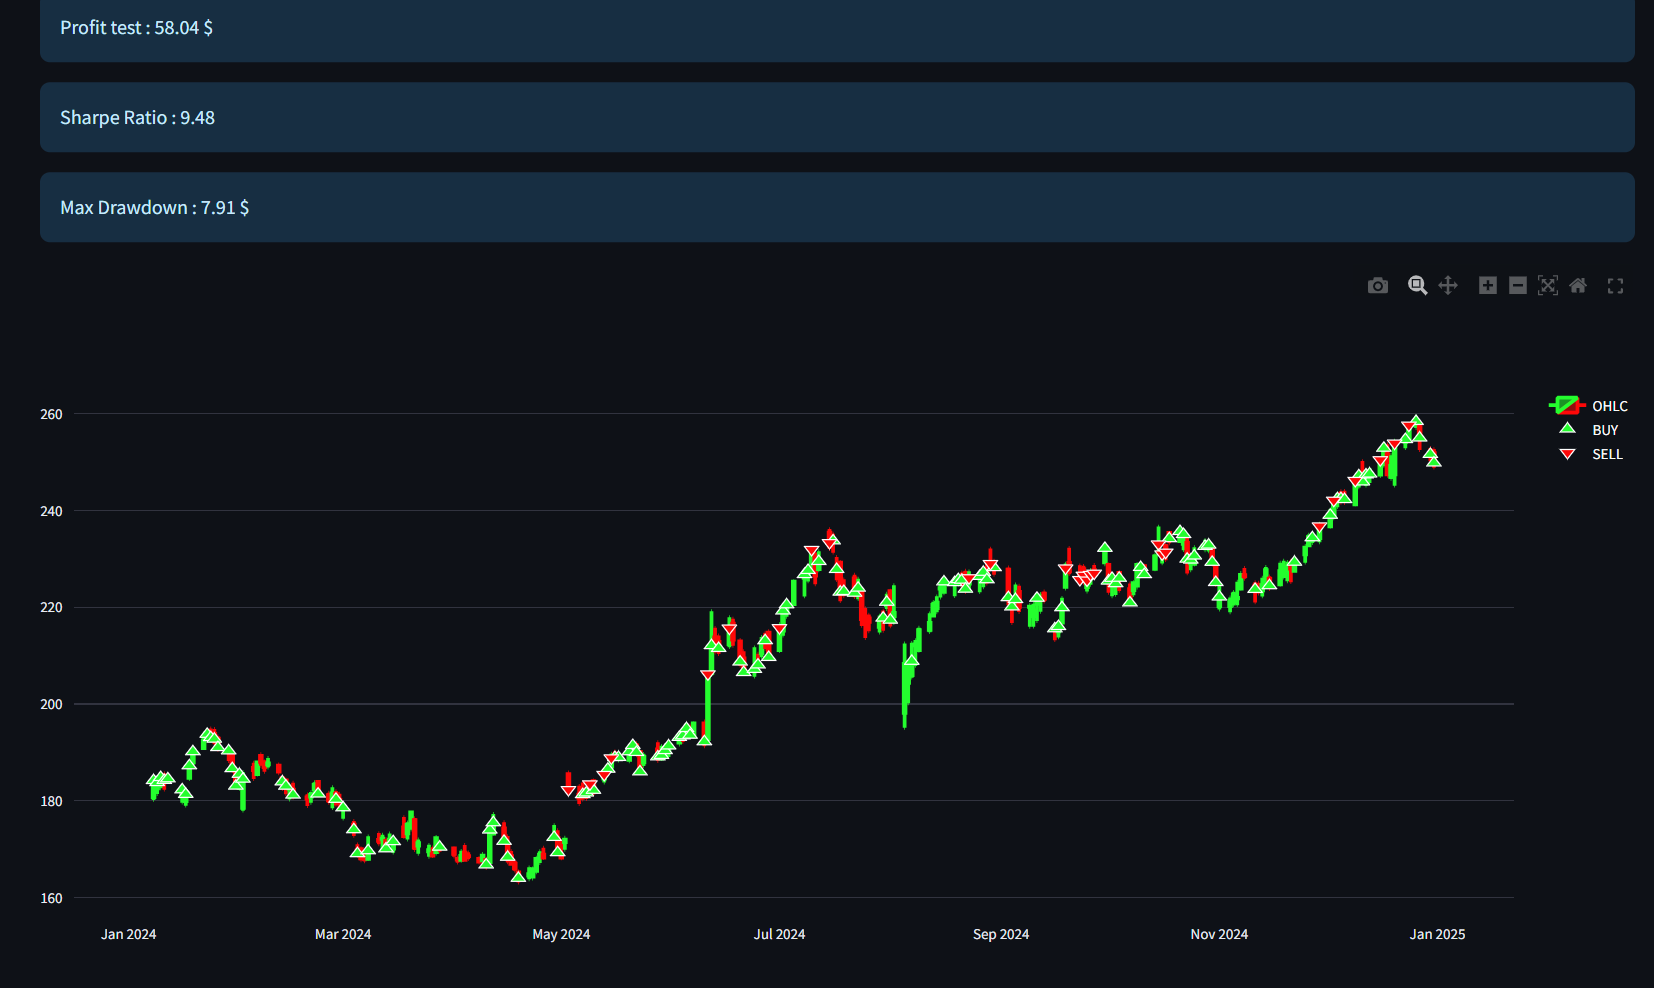 Profit test : 58.04 $
Sharpe Ratio : 9.48
Max Drawdown : 7.91 $
OHLC
BUY
SELL
260
240
220
200
180
160
Jan 2024
Mar 2024
May 2024
Jul 2024
Sep 2024
Nov 2024
Jan 2025